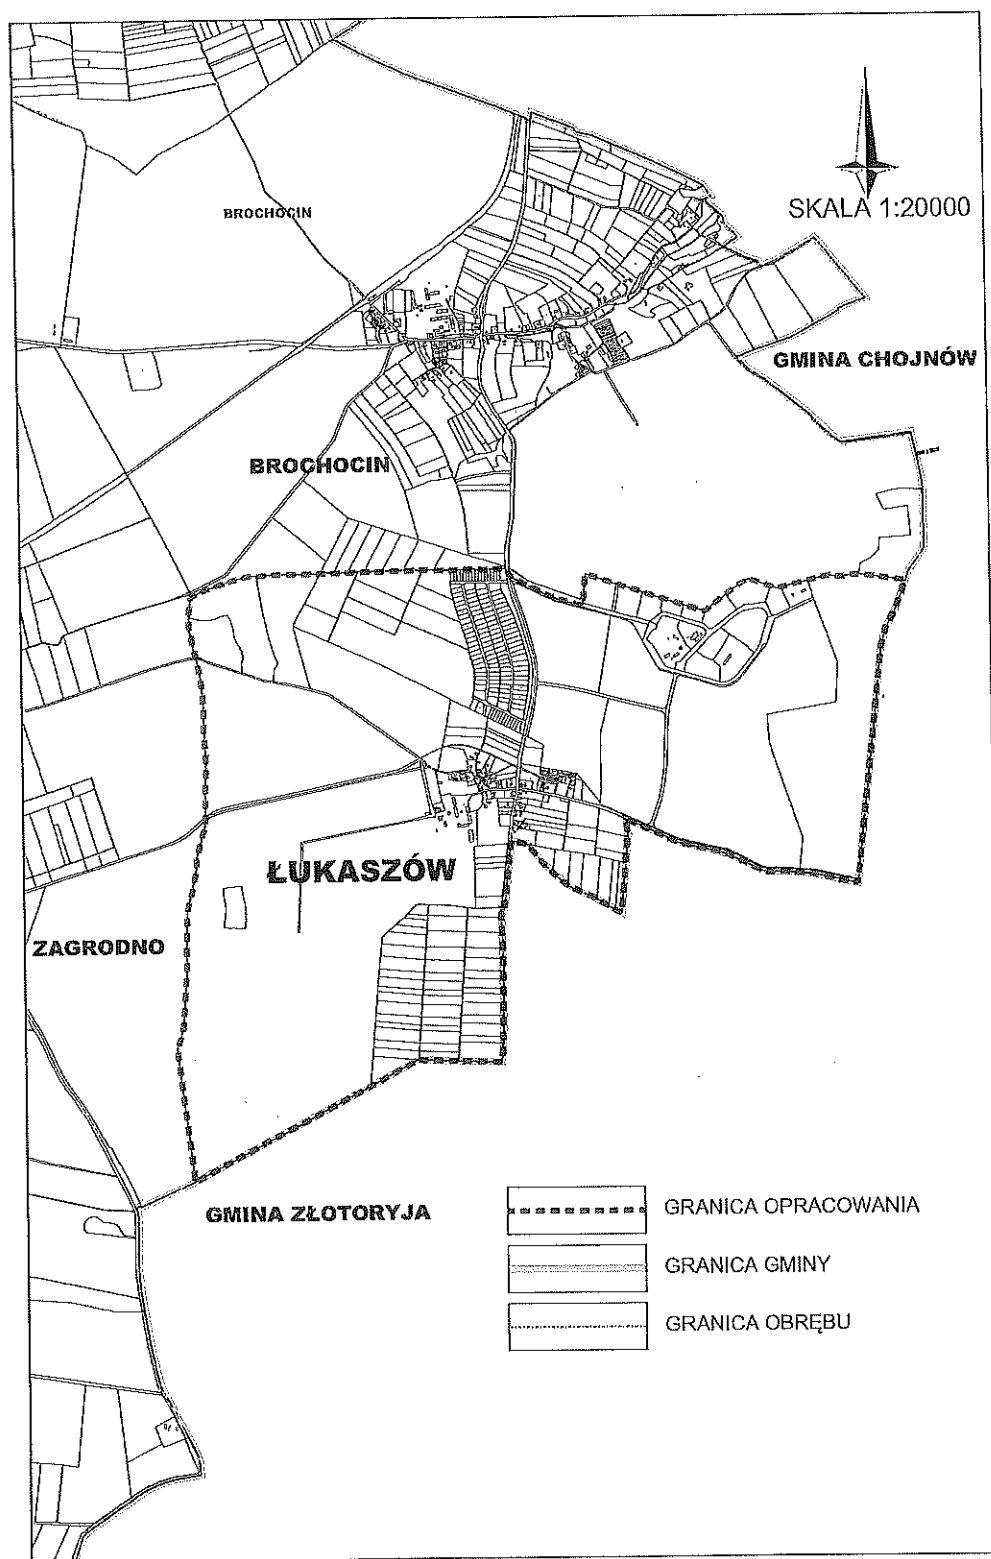 SKALA 1:20000
BROCHOCIN
GMINA CHOJNÓW
BROCHOCIN
ŁUKASZÓW
ZAGRODNO
GMINA ZŁOTORYJA
GRANICA OPRACOWANIA
GRANICA GMINY
GRANICA OBRĘBU